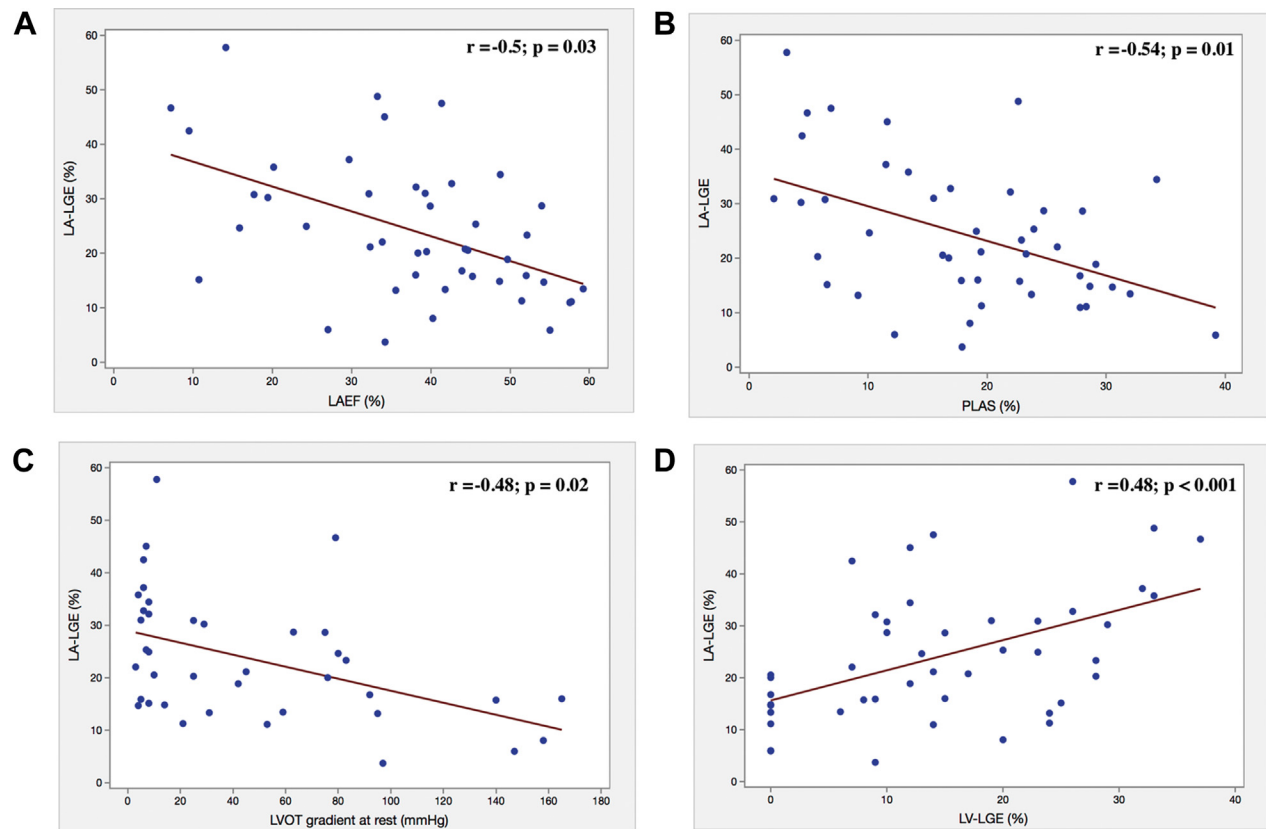 A
r =-0.5; p = 0.03
LA-LGE (%)
60
50
40
30
20
10
0
0 10 20 30 40 50 60
LAEF (%)
B
r =-0.54; p = 0.01
LA-LGE
60
50
40
30
20
10
0
0 10 20 30 40
PLAS (%)
C
r =-0.48; p = 0.02
LA-LGE (%)
60
50
40
30
20
10
0
0 20 40 60 80 100 120 140 160 180
LVOT gradient at rest (mmHg)
D
r =0.48; p < 0.001
LA-LGE (%)
60
50
40
30
20
10
0
0 10 20 30 40
LV-LGE (%)